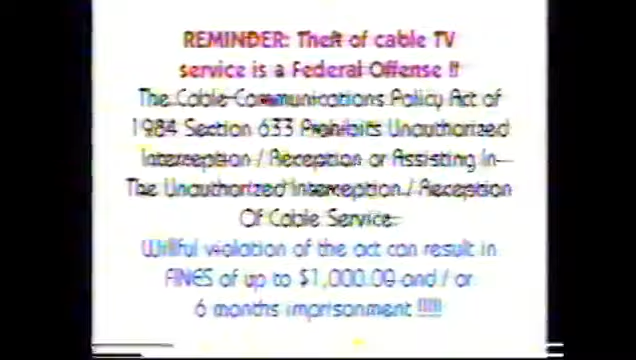 REMINDER: Theft of cable TV
service is a Federal Offense !!
The Cable Communications Policy Act of
1984 Section 633 Prohibits Unauthorized
Interception / Reception or Assisting In
The Unauthorized Interception / Reception
Of Cable Service.
Willful violation of the act can result in
FINES of up to $1,000.00 and / or
6 months imprisonment !!!!!